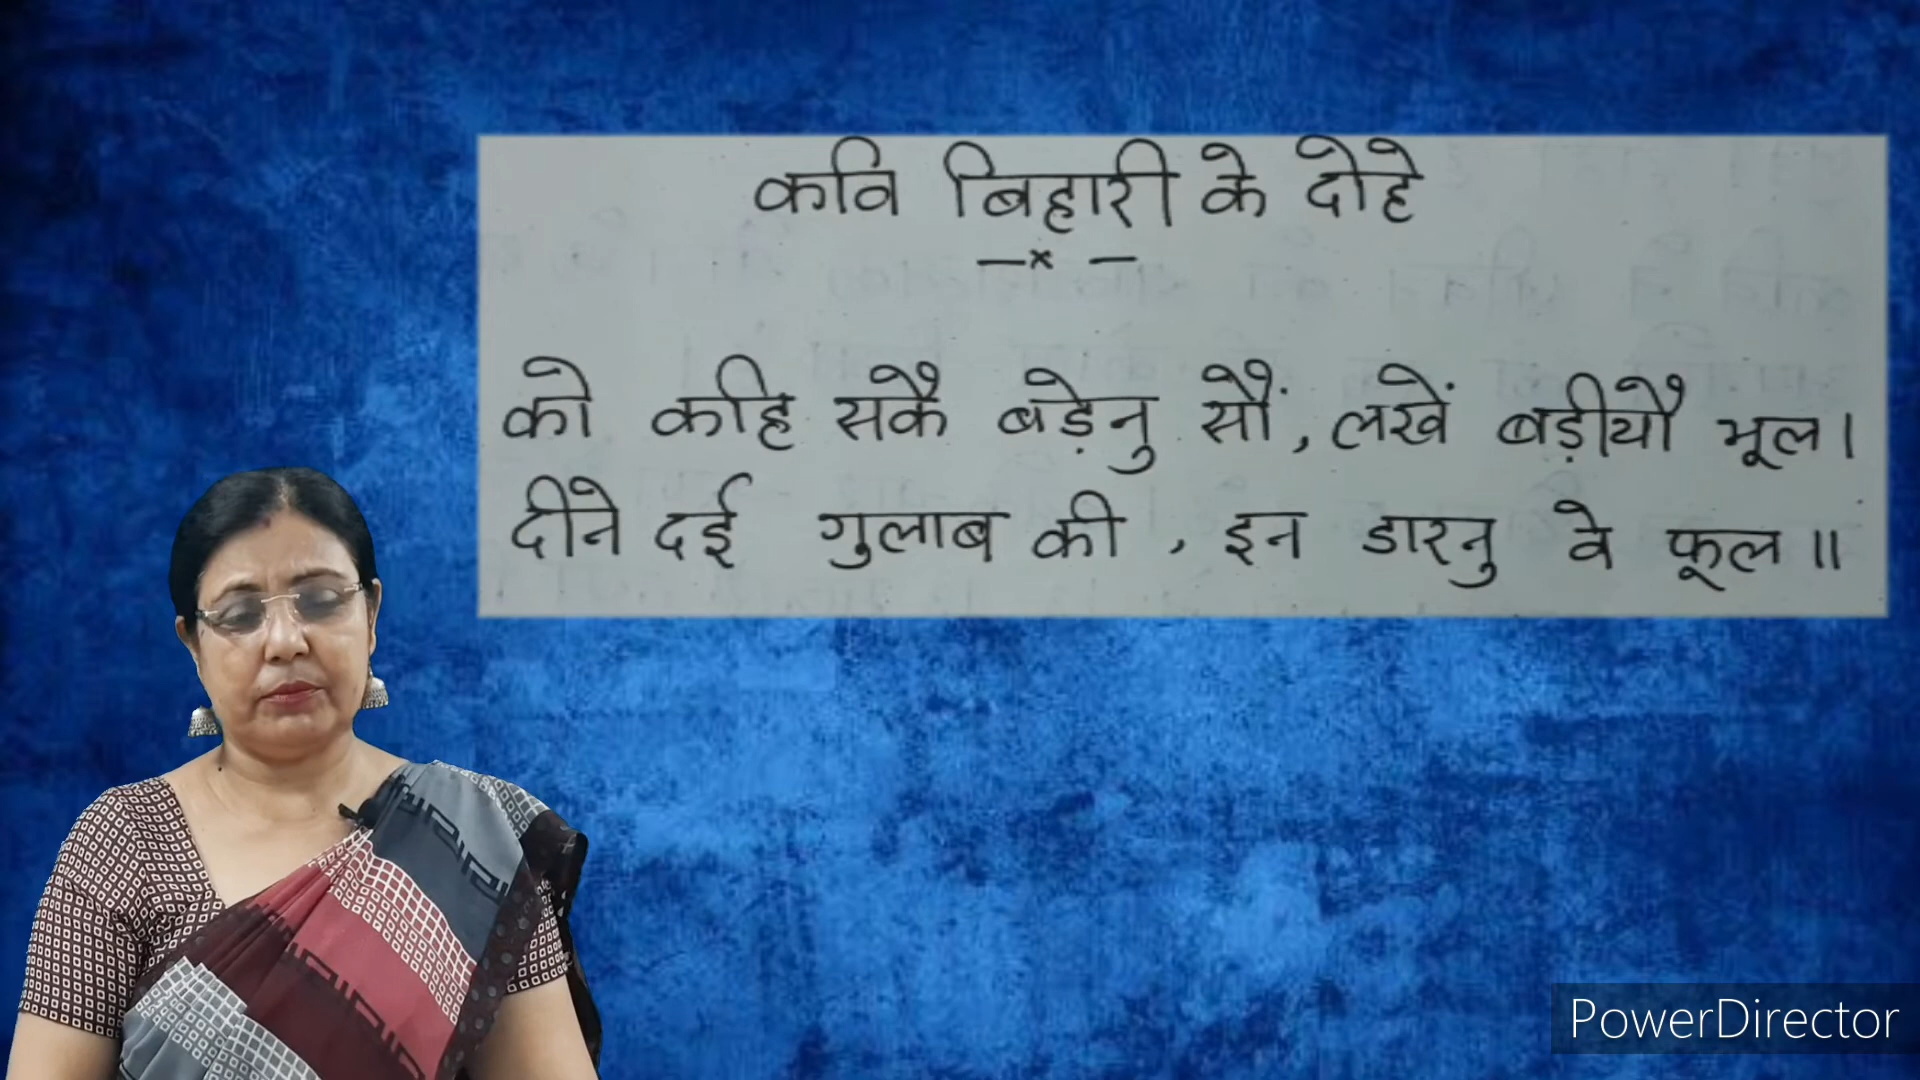 कवि बिहारी के दोहे
—x —
को कहि सकै बड़ेनु सौं, लखें बड़ीयौ भूल।
दीने दई गुलाब की, इन डारनु वे फूल॥
PowerDirector